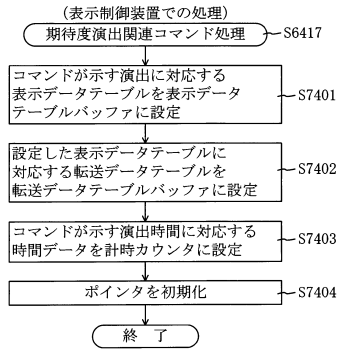 (表示制御装置での処理)
期待度演出関連コマンド処理
S6417
コマンドが示す演出に対応する
表示データテーブルを表示データ
テーブルバッファに設定
S7401
設定した表示データテーブルに
対応する転送データテーブルを
転送データテーブルバッファに設定
S7402
コマンドが示す演出時間に対応する
時間データを計時カウンタに設定
S7403
ポインタを初期化
S7404
終 了